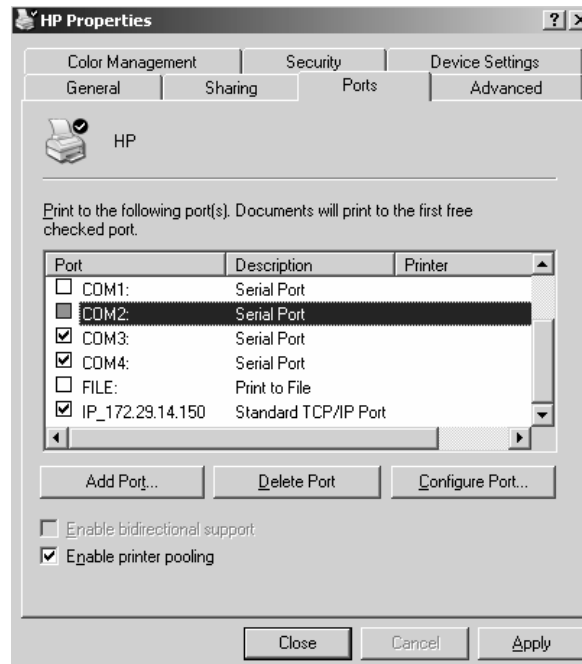 HP Properties
Color Management Security Device Settings
General Sharing Ports Advanced
HP
Print to the following port(s). Documents will print to the first free
checked port.
Port Description Printer
COM1: Serial Port
COM2: Serial Port
COM3: Serial Port
COM4: Serial Port
FILE: Print to File
IP_172.29.14.150 Standard TCP/IP Port
Add Port... Delete Port Configure Port...
Enable bidirectional support
Enable printer pooling
Close Cancel Apply